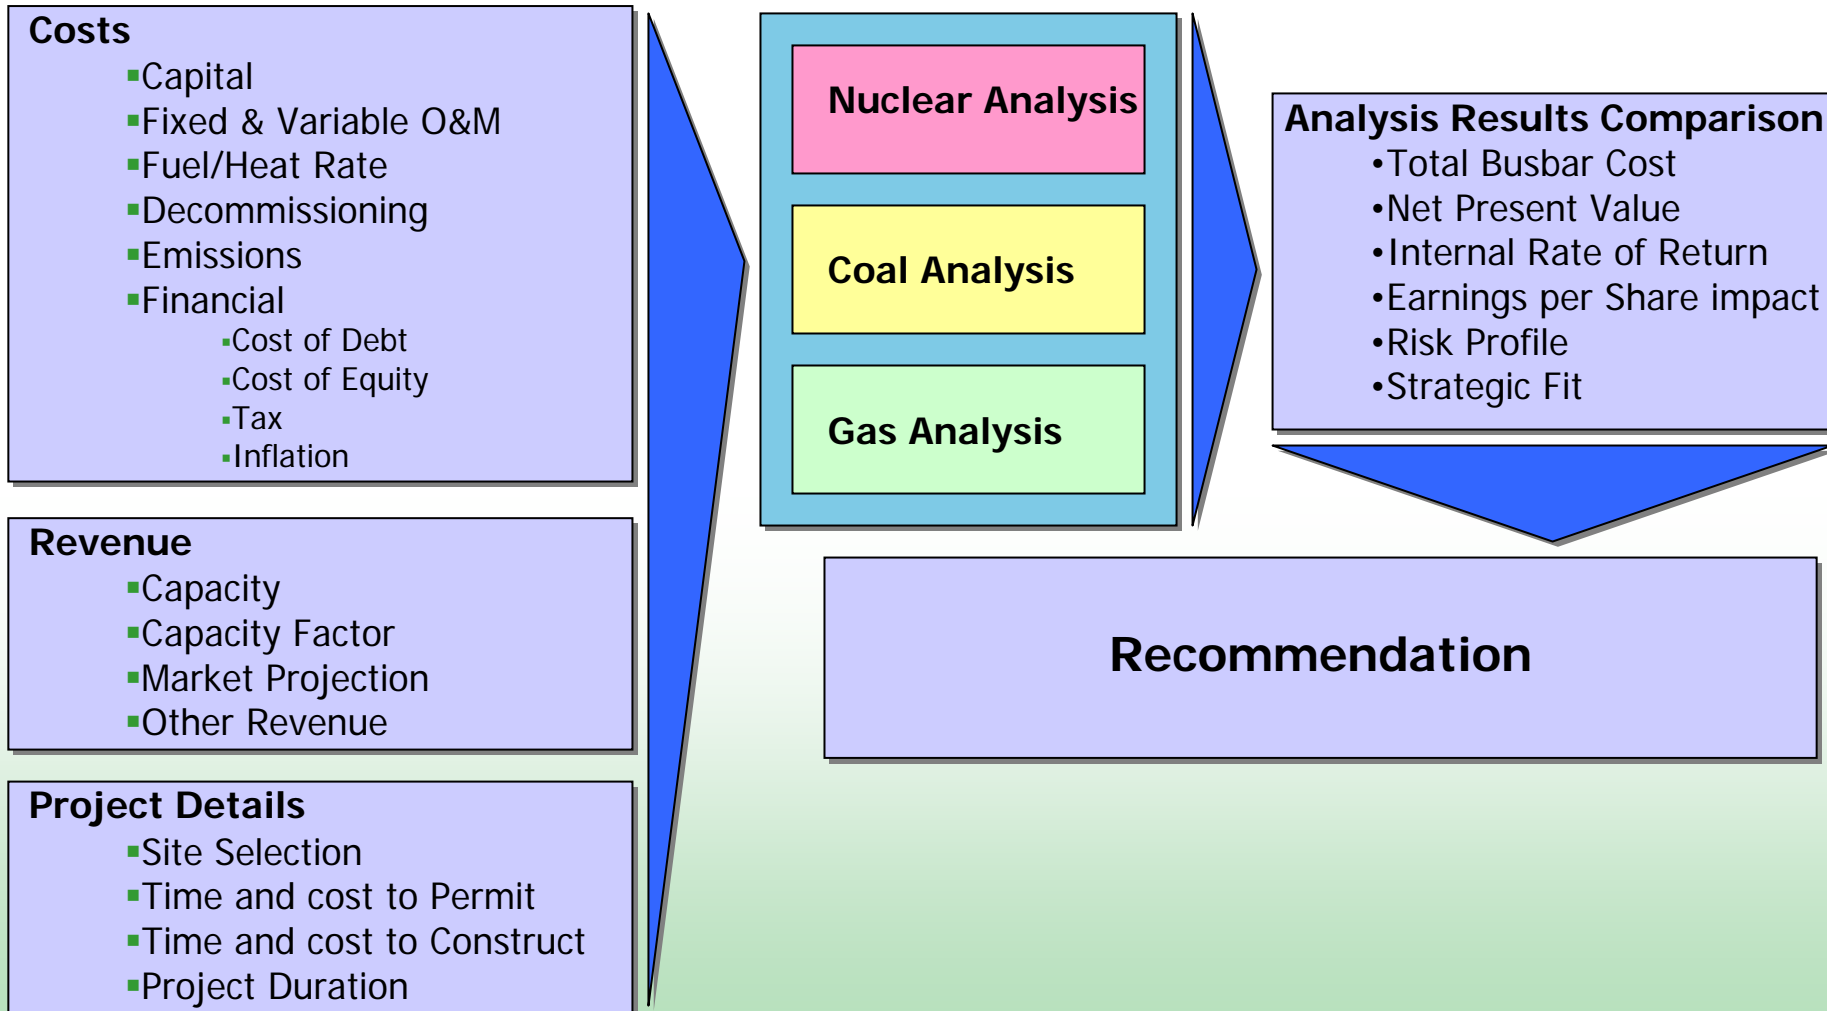 Costs
▪Capital
▪Fixed & Variable O&M
▪Fuel/Heat Rate
▪Decommissioning
▪Emissions
▪Financial
▪Cost of Debt
▪Cost of Equity
▪Tax
▪Inflation
Revenue
▪Capacity
▪Capacity Factor
▪Market Projection
▪Other Revenue
Project Details
▪Site Selection
▪Time and cost to Permit
▪Time and cost to Construct
▪Project Duration
Nuclear Analysis
Coal Analysis
Gas Analysis
Analysis Results Comparison
•Total Busbar Cost
•Net Present Value
•Internal Rate of Return
•Earnings per Share impact
•Risk Profile
•Strategic Fit
Recommendation